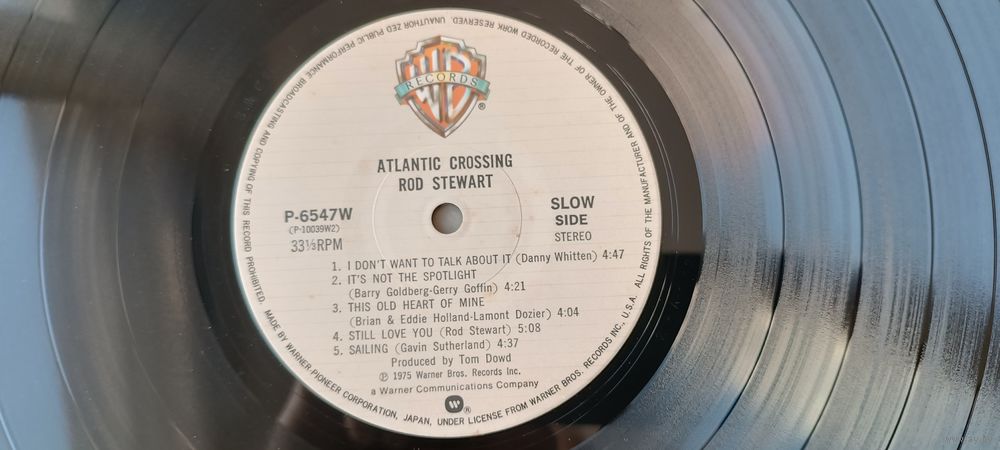 RECORDS
®
ATLANTIC CROSSING
ROD STEWART
P-6547W
(P-10039W2)
33⅓RPM
SLOW
SIDE
STEREO
1. I DON'T WANT TO TALK ABOUT IT (Danny Whitten) 4:47
2. IT'S NOT THE SPOTLIGHT
(Barry Goldberg-Gerry Goffin) 4:21
3. THIS OLD HEART OF MINE
(Brian & Eddie Holland-Lamont Dozier) 4:04
4. STILL LOVE YOU (Rod Stewart) 5:08
5. SAILING (Gavin Sutherland) 4:37
Produced by Tom Dowd
Ⓟ 1975 Warner Bros. Records Inc.
a Warner Communications Company
®
MADE BY WARNER-PIONEER CORPORATION, JAPAN, UNDER LICENSE FROM WARNER BROS. RECORDS INC., U.S.A. ALL RIGHTS OF THE MANUFACTURER AND OF THE OWNER OF THE RECORDED WORK RESERVED. UNAUTHORIZED PUBLIC PERFORMANCE BROADCASTING AND COPYING OF THIS RECORD PROHIBITED.